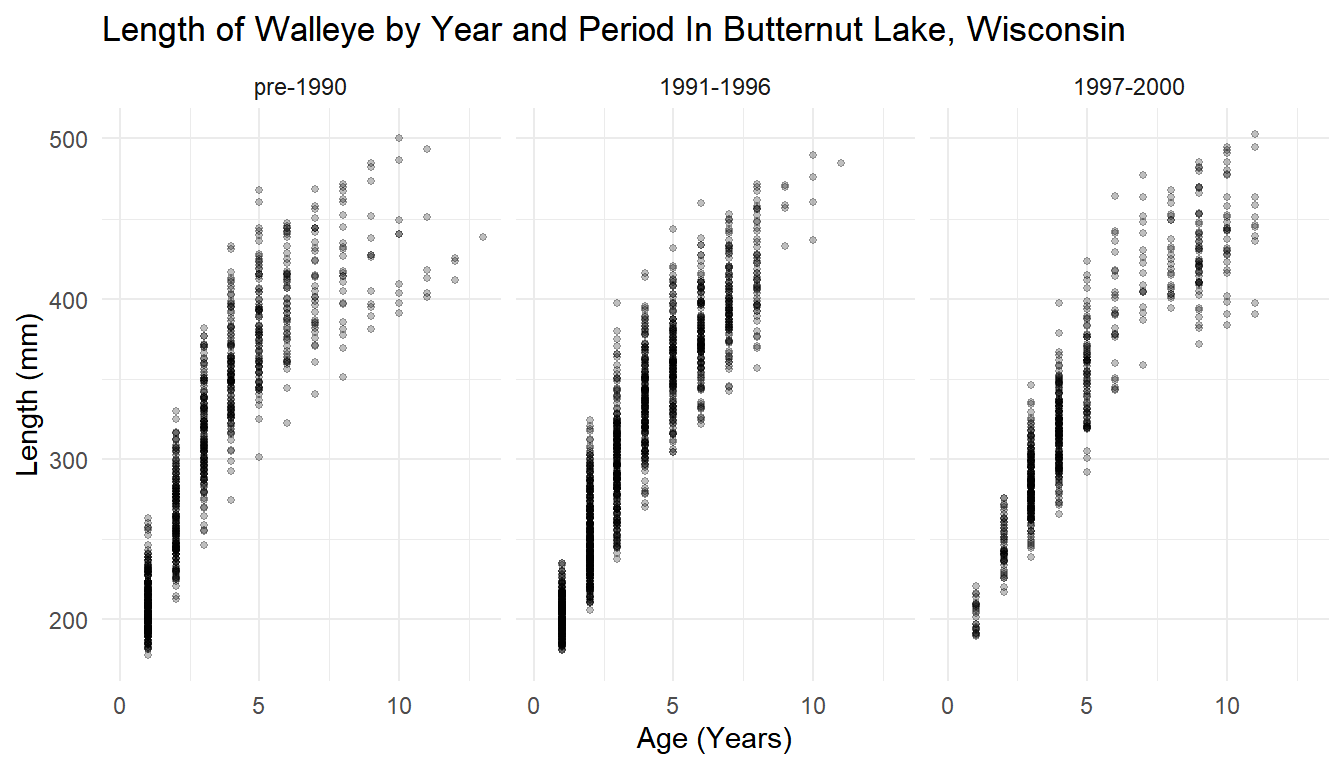 Length of Walleye by Year and Period In Butternut Lake, Wisconsin
pre-1990 1991-1996 1997-2000
500
400
300
200
Length (mm)
0 5 10 0 5 10 0 5 10
Age (Years)